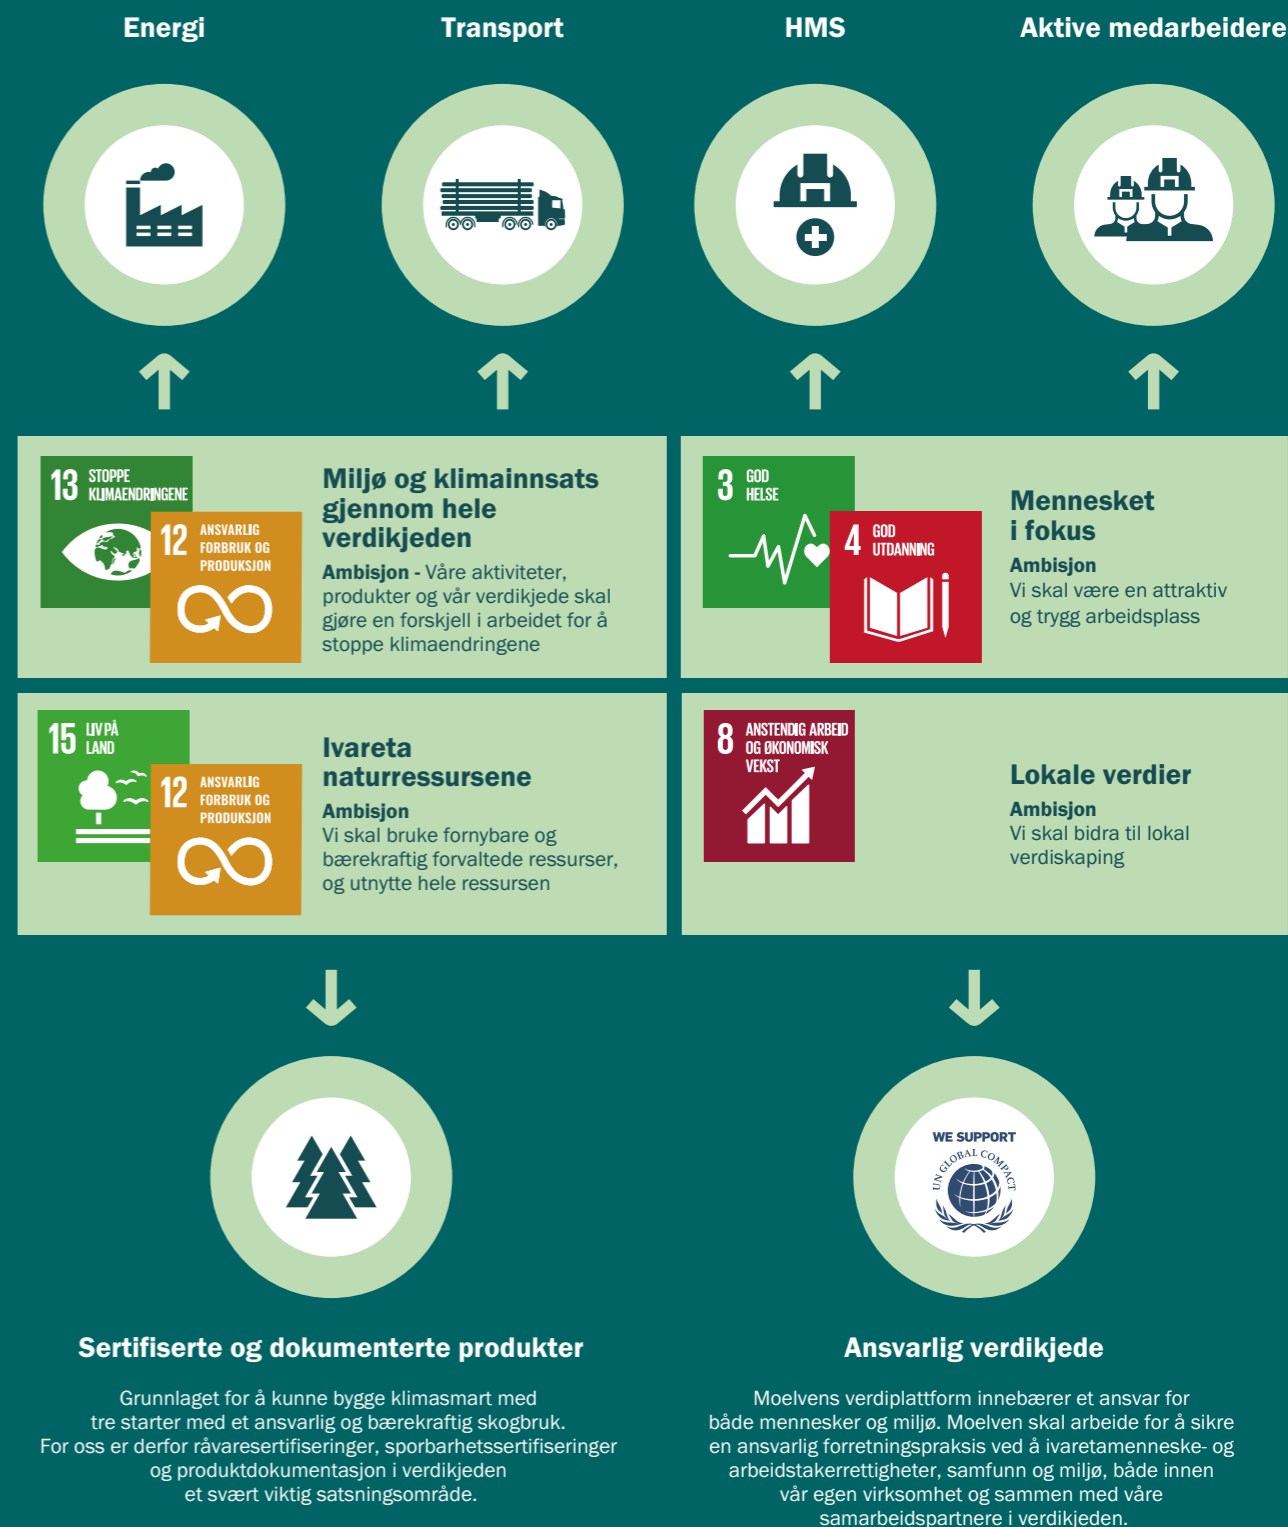 Energi
Transport
HMS
Aktive medarbeidere
13 STOPPE
KLIMAENDRINGENE
12 ANSVARLIG
FORBRUK OG
PRODUKSJON
Miljø og klimainnsats
gjennom hele
verdikjeden
Ambisjon - Våre aktiviteter,
produkter og vår verdikjede skal
gjøre en forskjell i arbeidet for å
stoppe klimaendringene
3 GOD
HELSE
4 GOD
UTDANNING
Mennesket
i fokus
Ambisjon
Vi skal være en attraktiv
og trygg arbeidsplass
15 LIV PÅ
LAND
12 ANSVARLIG
FORBRUK OG
PRODUKSJON
Ivareta
naturressursene
Ambisjon
Vi skal bruke fornybare og
bærekraftig forvaltede ressurser,
og utnytte hele ressursen
8 ANSTENDIG ARBEID
OG ØKONOMISK
VEKST
Lokale verdier
Ambisjon
Vi skal bidra til lokal
verdiskaping
WE SUPPORT
UN GLOBAL COMPACT
Sertifiserte og dokumenterte produkter
Grunnlaget for å kunne bygge klimasmart med
tre starter med et ansvarlig og bærekraftig skogbruk.
For oss er derfor råvaresertifiseringer, sporbarhetssertifiseringer
og produktdokumentasjon i verdikjeden
et svært viktig satsningsområde.
Ansvarlig verdikjede
Moelvens verdiplattform innebærer et ansvar for
både mennesker og miljø. Moelven skal arbeide for å sikre
en ansvarlig forretningspraksis ved å ivaretamenneske- og
arbeidstakerrettigheter, samfunn og miljø, både innen
vår egen virksomhet og sammen med våre
samarbeidspartnere i verdikjeden.